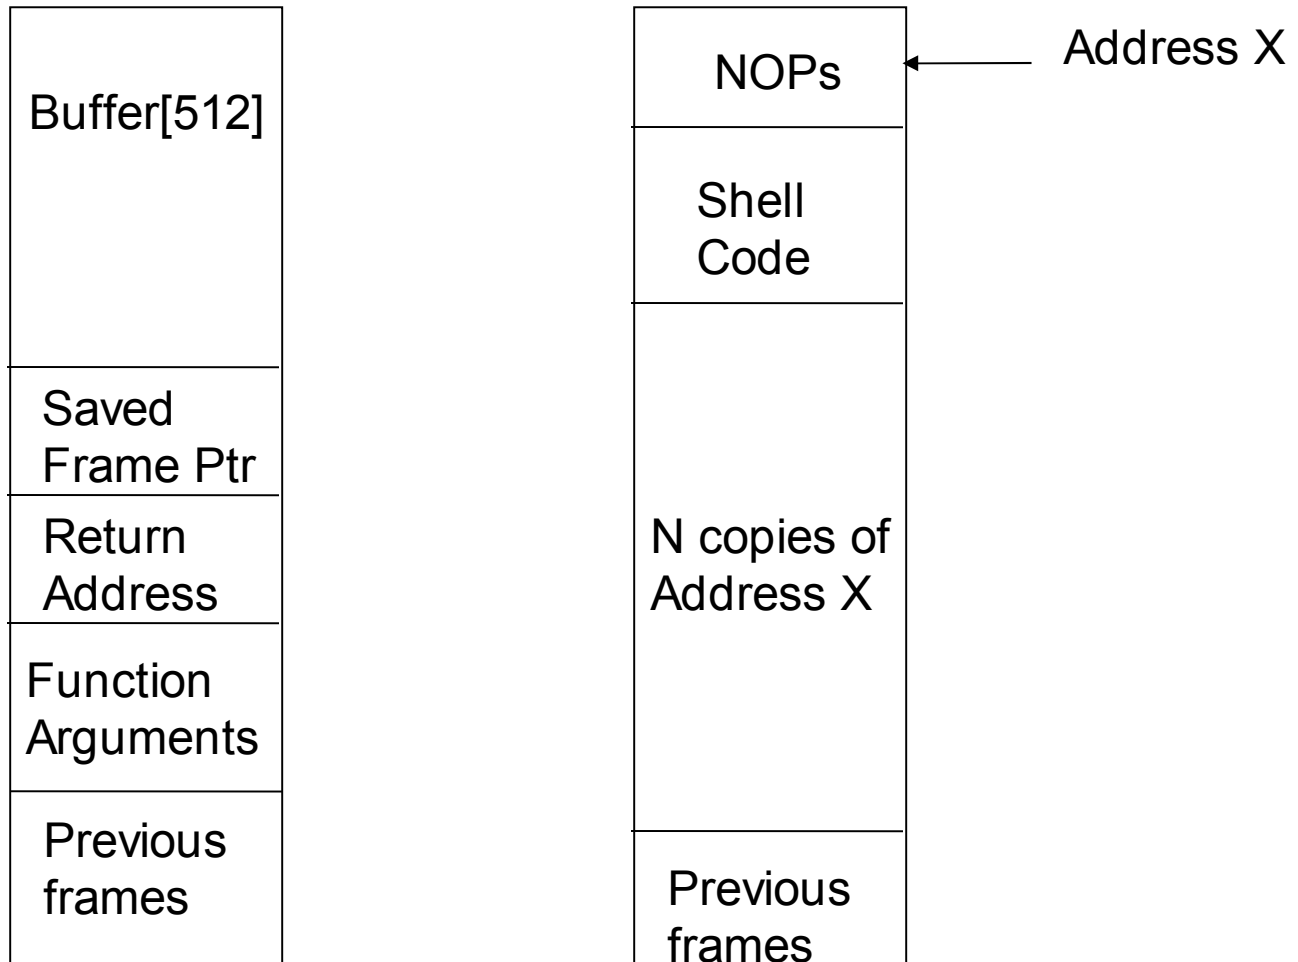 Buffer[512]
Saved
Frame Ptr
Return
Address
Function
Arguments
Previous
frames
NOPs
Address X
Shell
Code
N copies of
Address X
Previous
frames